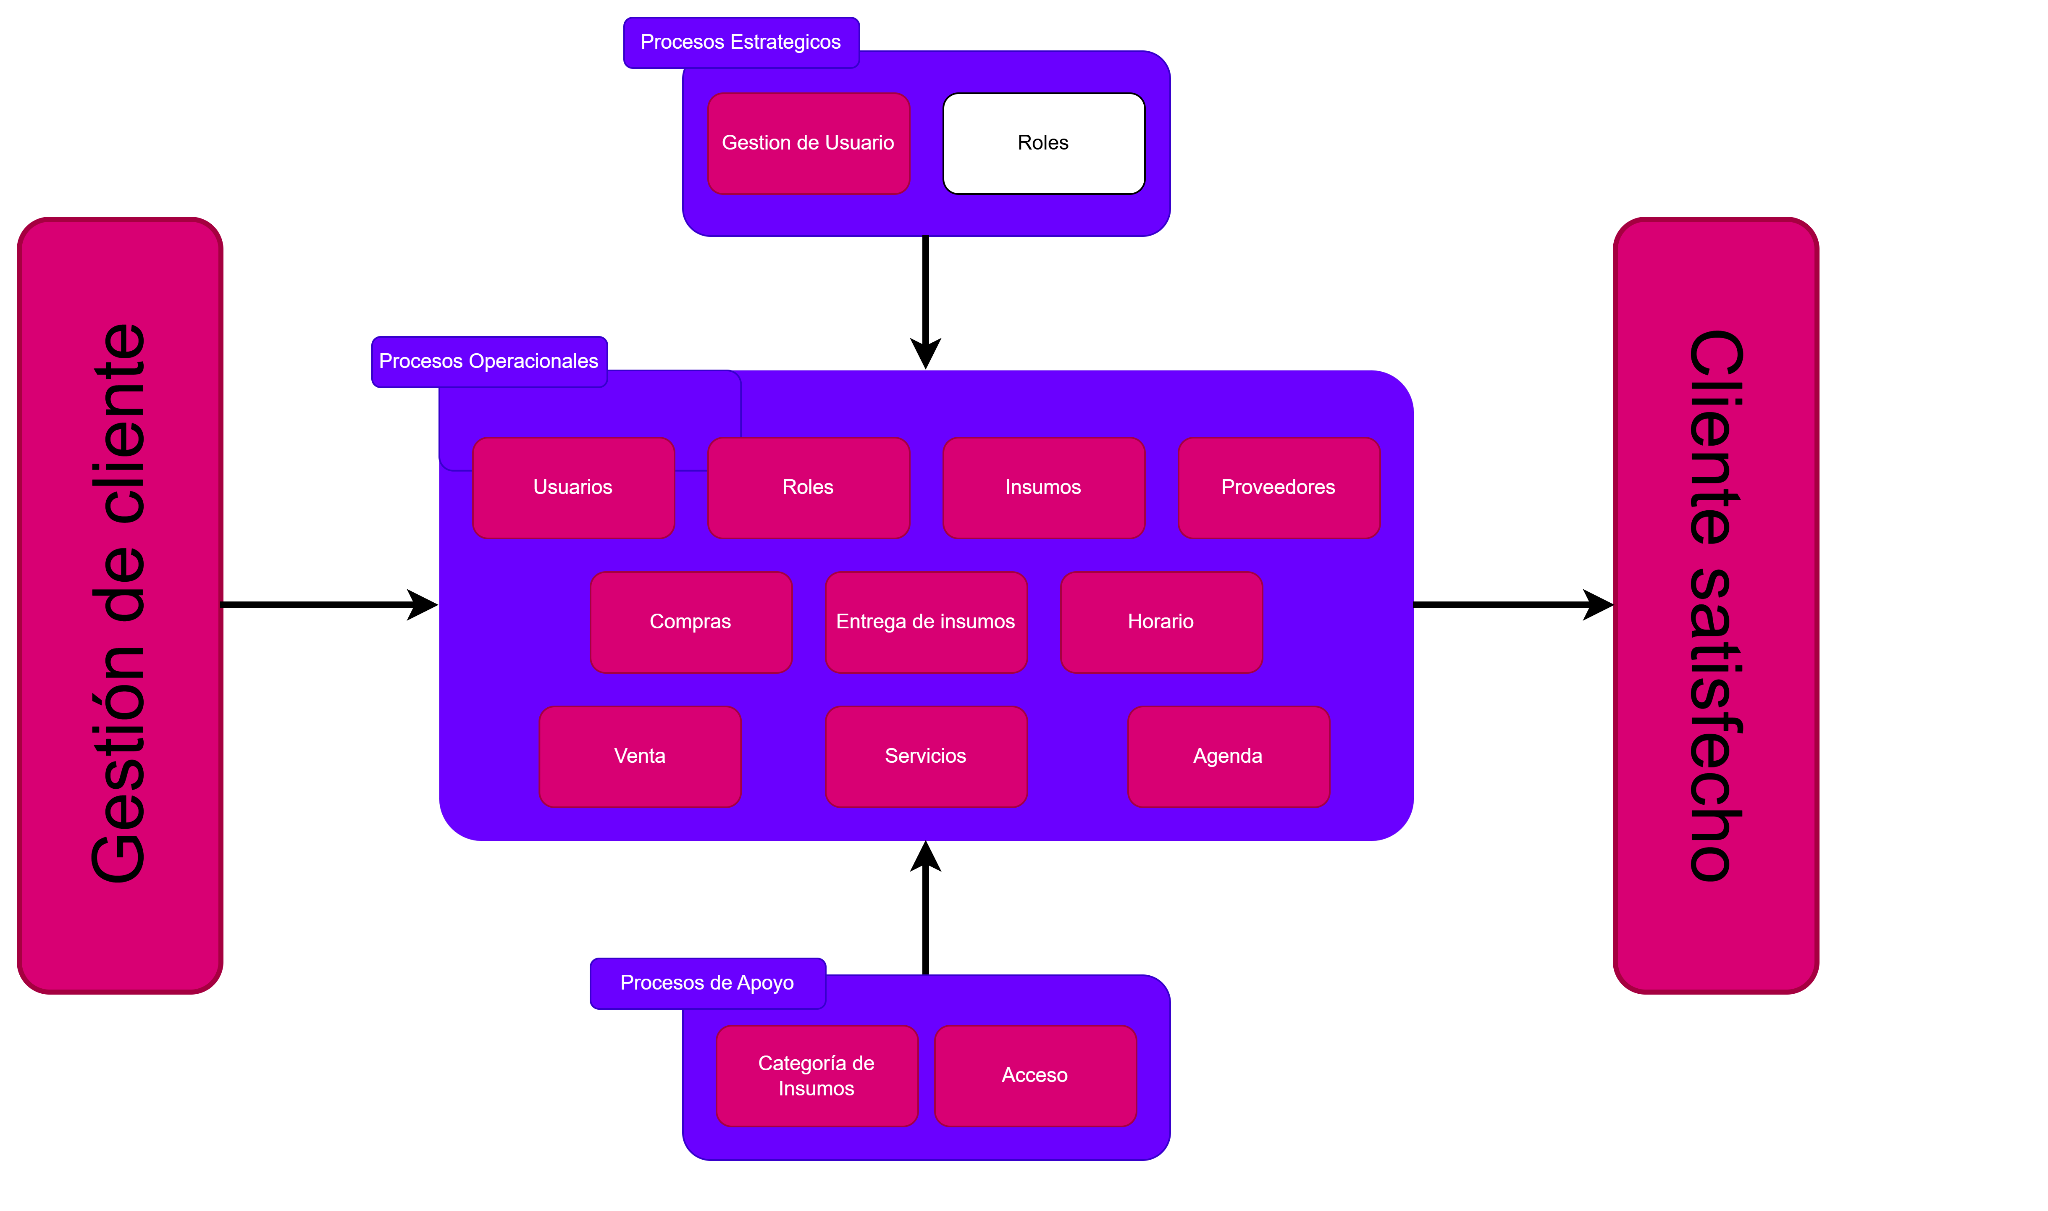 Procesos Estrategicos
Gestion de Usuario
Roles
Gestión de cliente
Procesos Operacionales
Usuarios
Roles
Insumos
Proveedores
Compras
Entrega de insumos
Horario
Venta
Servicios
Agenda
Cliente satisfecho
Procesos de Apoyo
Categoría de
Insumos
Acceso